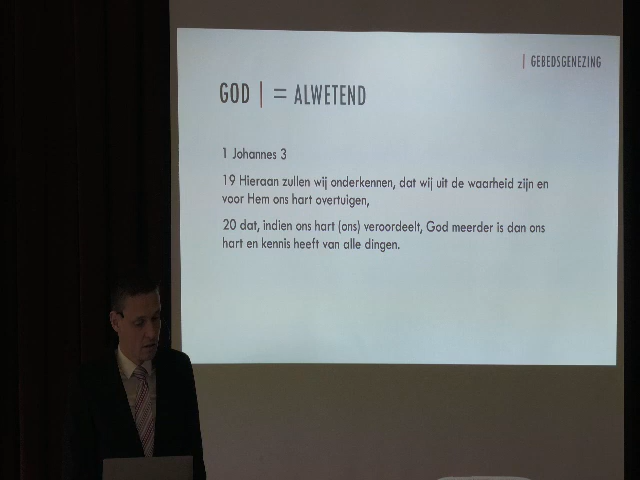 | GEBEDSGENEZING
GOD | = ALWETEND
1 Johannes 3
19 Hieraan zullen wij onderkennen, dat wij uit de waarheid zijn en
voor Hem ons hart overtuigen,
20 dat, indien ons hart (ons) veroordeelt, God meerder is dan ons
hart en kennis heeft van alle dingen.